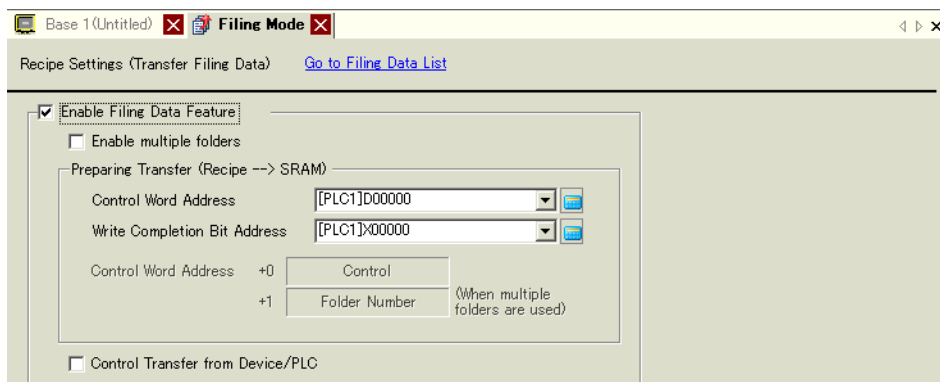 Base 1(Untitled) Filing Mode
Recipe Settings (Transfer Filing Data) Go to Filing Data List
Enable Filing Data Feature
Enable multiple folders
Preparing Transfer (Recipe --> SRAM)
Control Word Address [PLC1]D00000
Write Completion Bit Address [PLC1]X00000
Control Word Address +0 Control
+1 Folder Number (When multiple
folders are used)
Control Transfer from Device/PLC